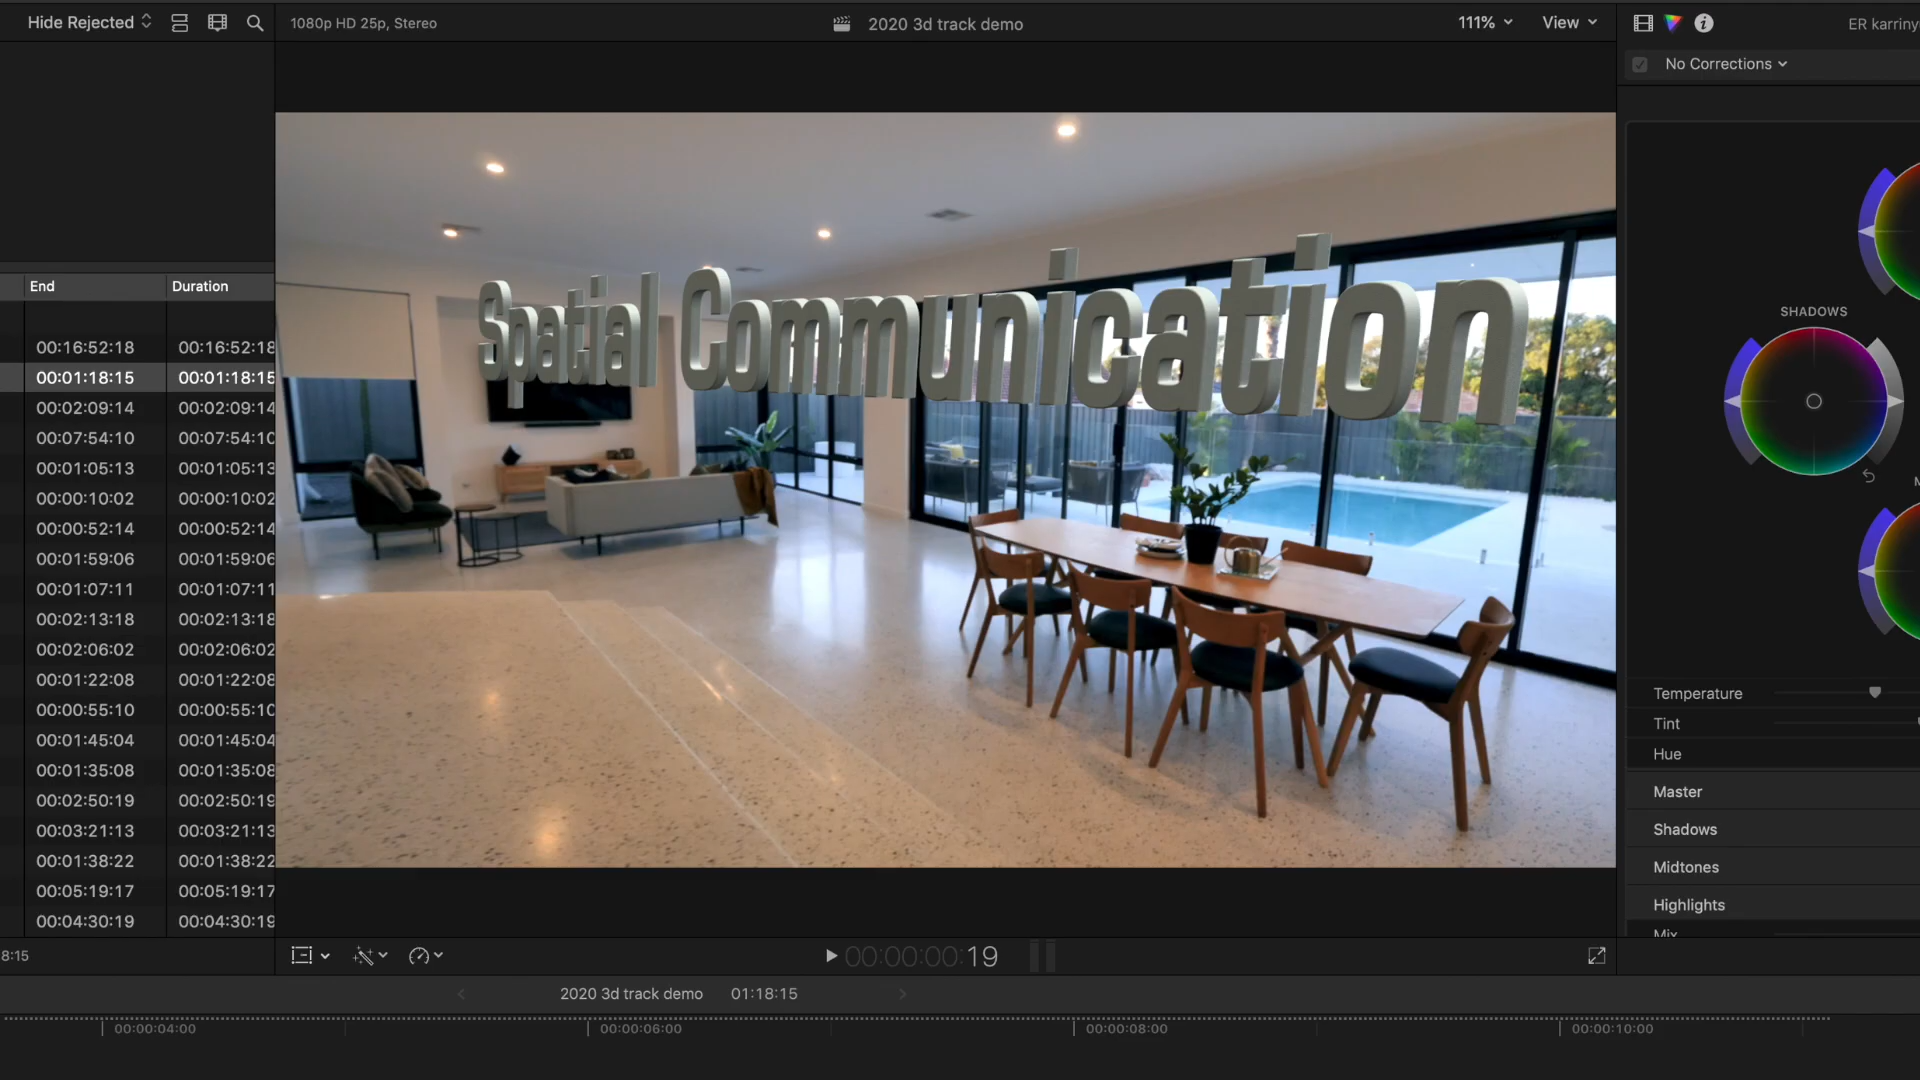 Hide Rejected
1080p HD 25p, Stereo
2020 3d track demo
111%
View
ER karriny
No Corrections
End
Duration
00:16:52:18 00:16:52:18
00:01:18:15 00:01:18:15
00:02:09:14 00:02:09:14
00:07:54:10 00:07:54:10
00:01:05:13 00:01:05:13
00:00:10:02 00:00:10:02
00:00:52:14 00:00:52:14
00:01:59:06 00:01:59:06
00:01:07:11 00:01:07:11
00:02:13:18 00:02:13:18
00:02:06:02 00:02:06:02
00:01:22:08 00:01:22:08
00:00:55:10 00:00:55:10
00:01:45:04 00:01:45:04
00:01:35:08 00:01:35:08
00:02:50:19 00:02:50:19
00:03:21:13 00:03:21:13
00:01:38:22 00:01:38:22
00:05:19:17 00:05:19:17
00:04:30:19 00:04:30:19
8:15
Spatial Communication
SHADOWS
M
Temperature
Tint
Hue
Master
Shadows
Midtones
Highlights
Mix
00:00:00:19
2020 3d track demo 01:18:15
00:00:04:00
00:00:06:00
00:00:08:00
00:00:10:00